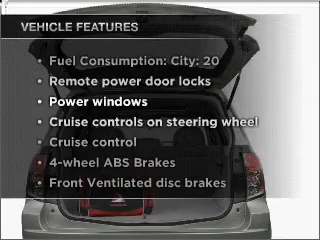 VEHICLE FEATURES
• Fuel Consumption: City: 20
• Remote power door locks
• Power windows
• Cruise controls on steering wheel
• Cruise control
• 4-wheel ABS Brakes
• Front Ventilated disc brakes